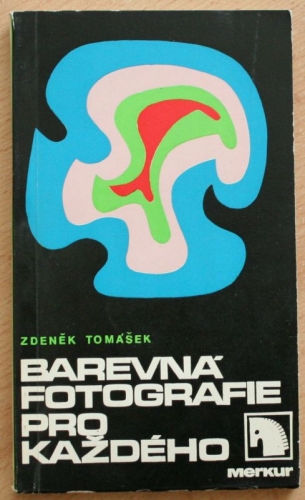 ZDENĚK TOMÁŠEK
BAREVNÁ
FOTOGRAFIE
PRO
KAŽDÉHO
merkur